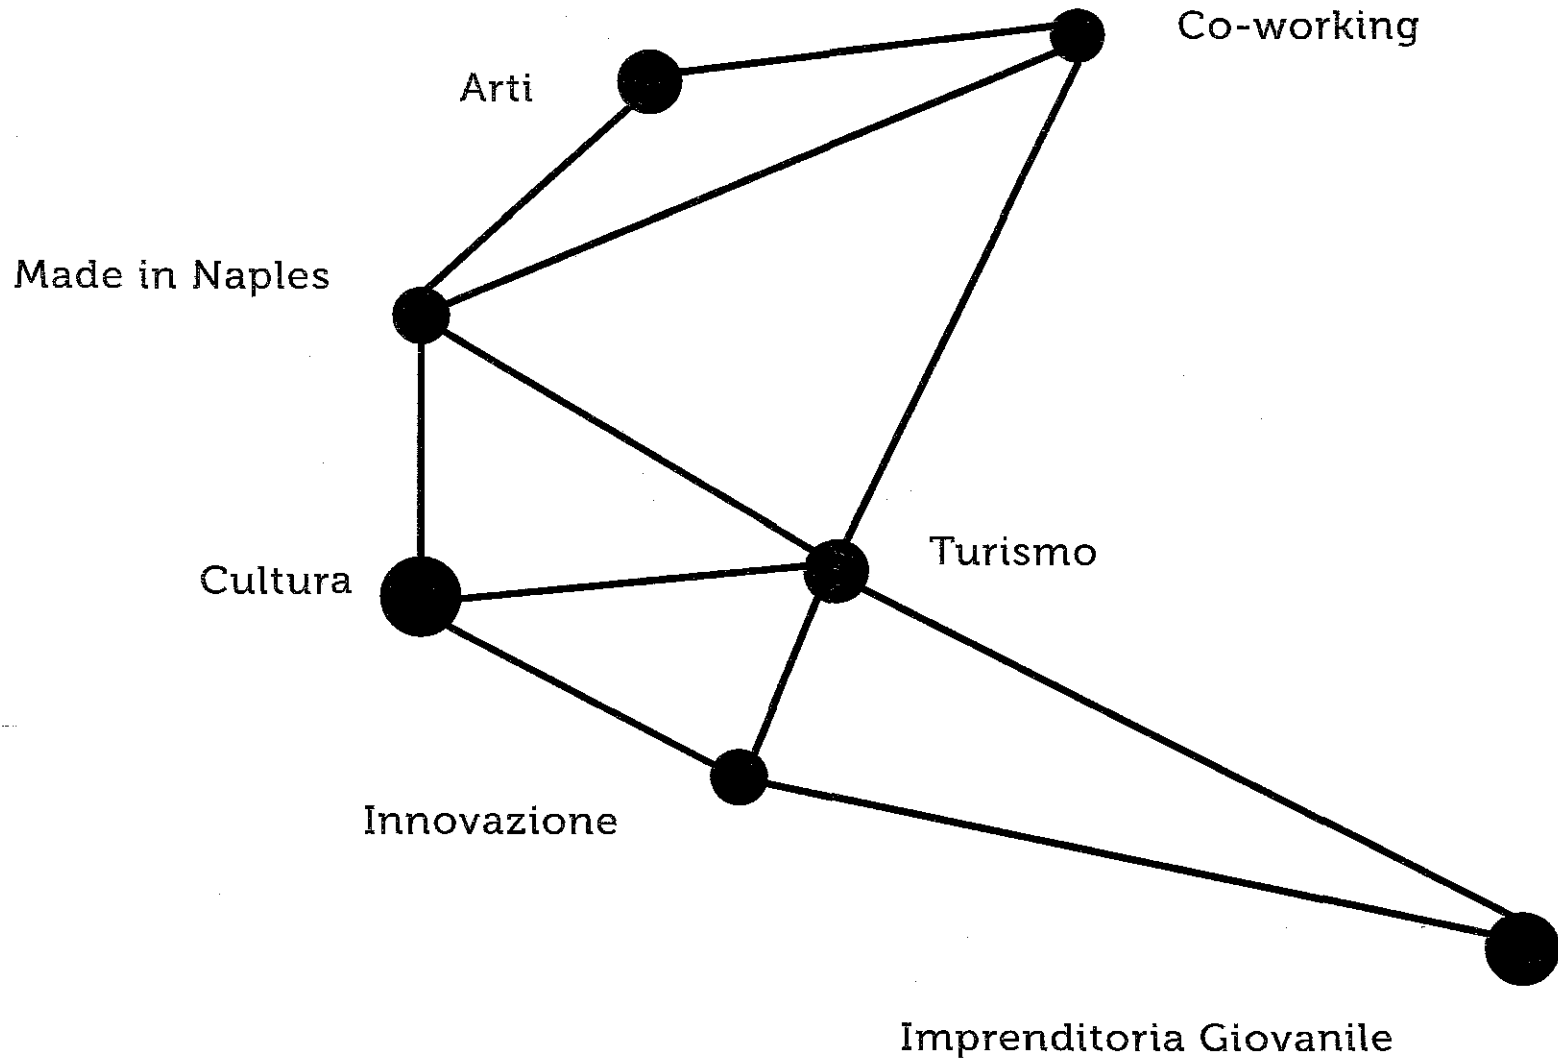 Co-working
Arti
Made in Naples
Turismo
Cultura
Innovazione
Imprenditoria Giovanile